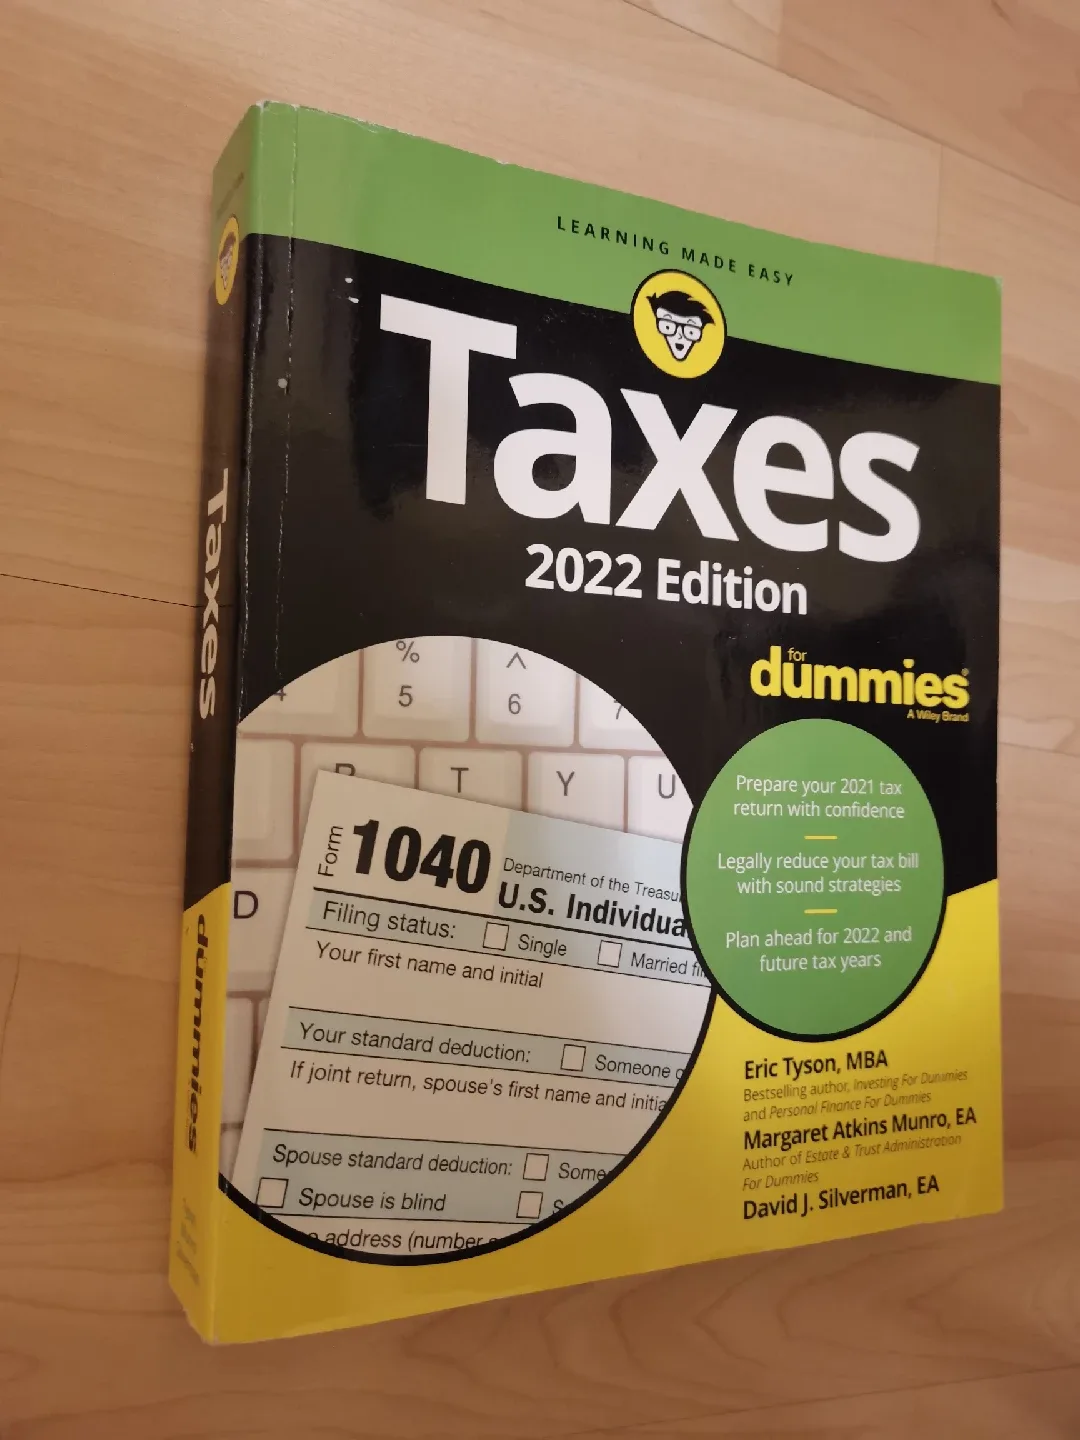 LEARNING MADE EASY
Taxes
2022 Edition
for
dummies®
A Wiley Brand
Prepare your 2021 tax
return with confidence
Legally reduce your tax bill
with sound strategies
Plan ahead for 2022 and
future tax years
Eric Tyson, MBA
Bestselling author, Investing For Dummies
and Personal Finance For Dummies
Margaret Atkins Munro, EA
Author of Estate & Trust Administration
For Dummies
David J. Silverman, EA
% ^
4 5 6 7
R T Y U
D
Form 1040 Department of the Treasu
U.S. Individua
Filing status: Single Married fi
Your first name and initial
Your standard deduction: Someone c
If joint return, spouse's first name and initia
Spouse standard deduction: Some
Spouse is blind S
address (number
Taxes
dummies